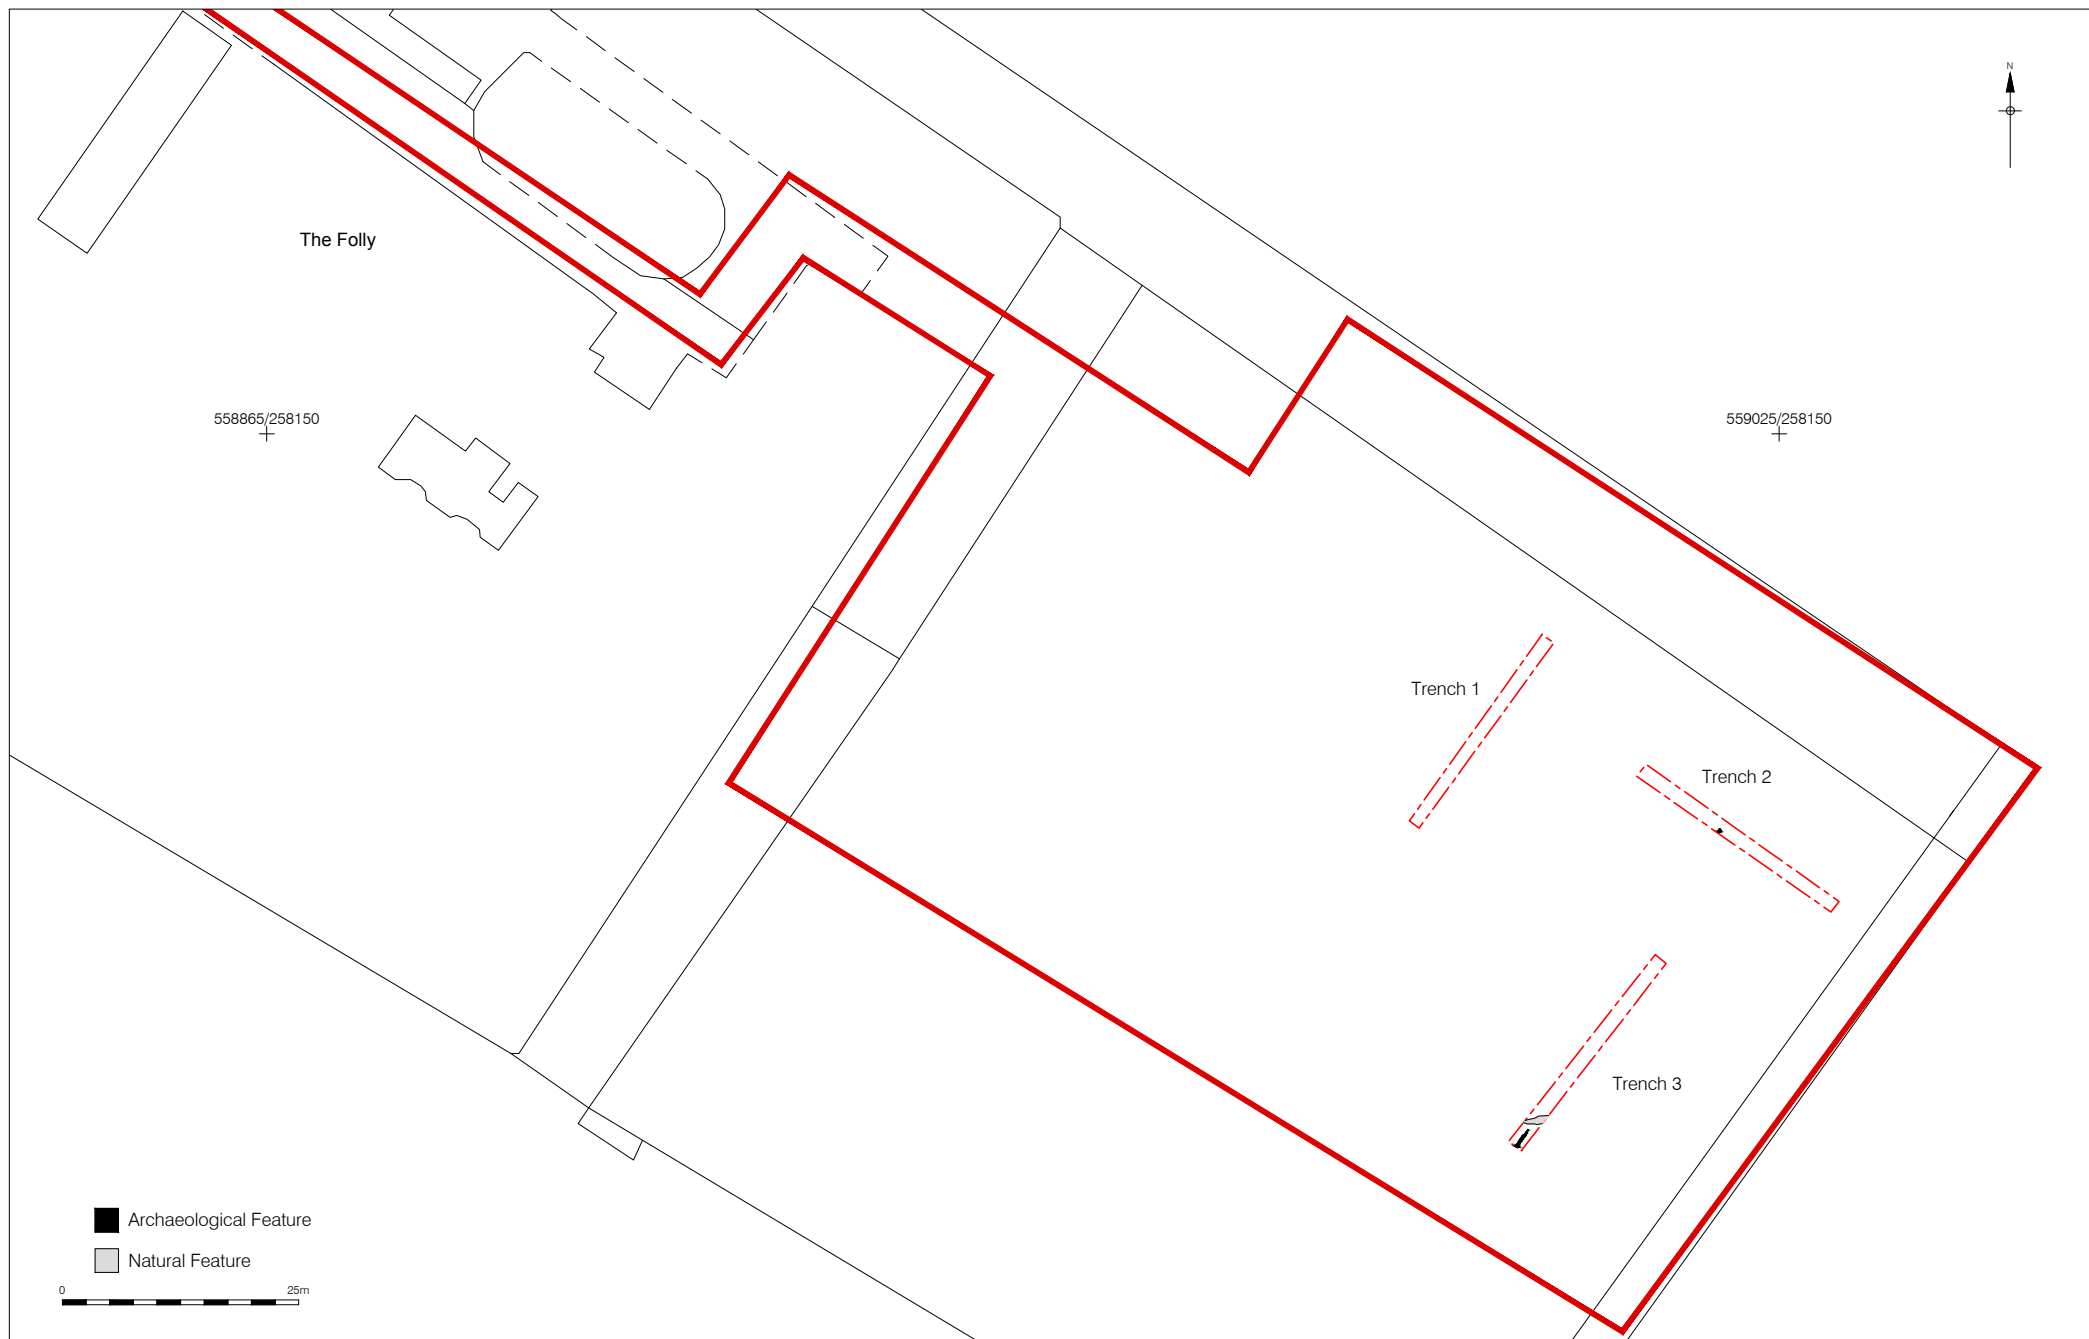 N
The Folly
558865/258150
559025/258150
Trench 1
Trench 2
Trench 3
Archaeological Feature
Natural Feature
0 25m